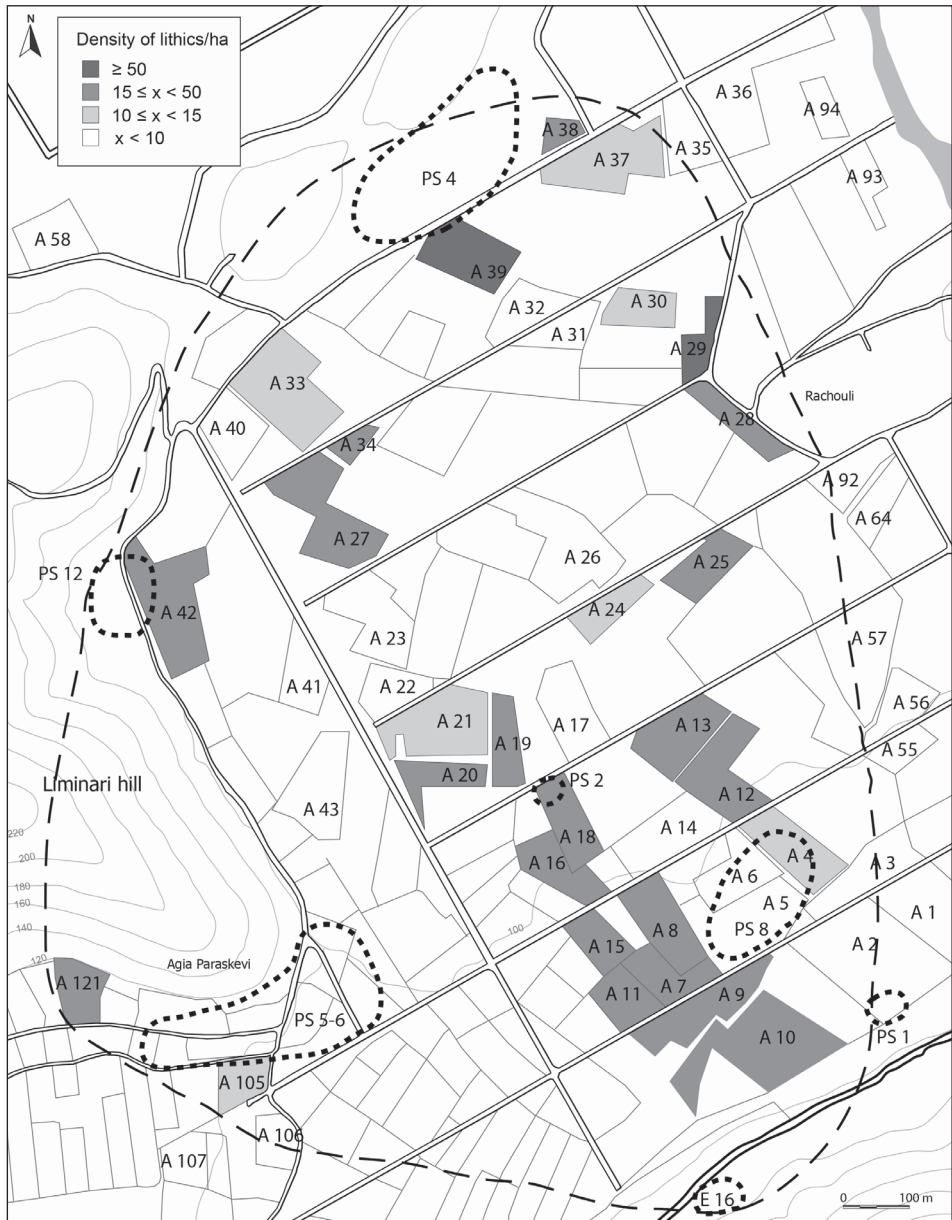 N
Density of lithics/ha
≥ 50
15 ≤ x < 50
10 ≤ x < 15
x < 10
A 36
A 94
A 38
A 35
A 37
PS 4
A 93
A 58
A 39
A 32
A 30
A 31
A 29
A 33
Rachouli
A 28
A 40
A 34
A 92
A 64
A 27
A 26
A 25
PS 12
A 42
A 24
A 23
A 57
A 41
A 22
A 56
A 21
A 17
A 13
A 19
A 55
A 20
PS 2
Liminari hill
A 12
A 43
A 14
A 18
220
200
A 16
A 4
A 3
A 6
180
160
A 5
A 1
140
100
PS 8
A 8
A 15
A 2
120
Agia Paraskevi
A 121
A 7
A 11
A 9
PS 5-6
A 10
PS 1
A 105
A 106
A 107
E 16
0 100 m